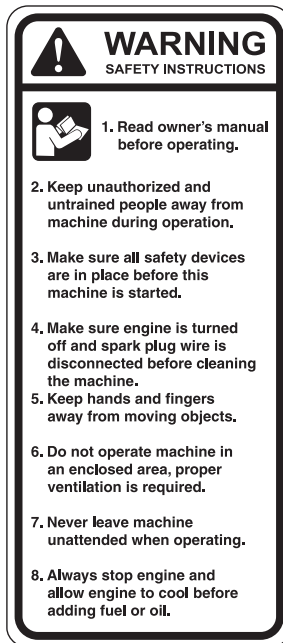 WARNING
SAFETY INSTRUCTIONS
1. Read owner's manual
before operating.
2. Keep unauthorized and
untrained people away from
machine during operation.
3. Make sure all safety devices
are in place before this
machine is started.
4. Make sure engine is turned
off and spark plug wire is
disconnected before cleaning
the machine.
5. Keep hands and fingers
away from moving objects.
6. Do not operate machine in
an enclosed area, proper
ventilation is required.
7. Never leave machine
unattended when operating.
8. Always stop engine and
allow engine to cool before
adding fuel or oil.